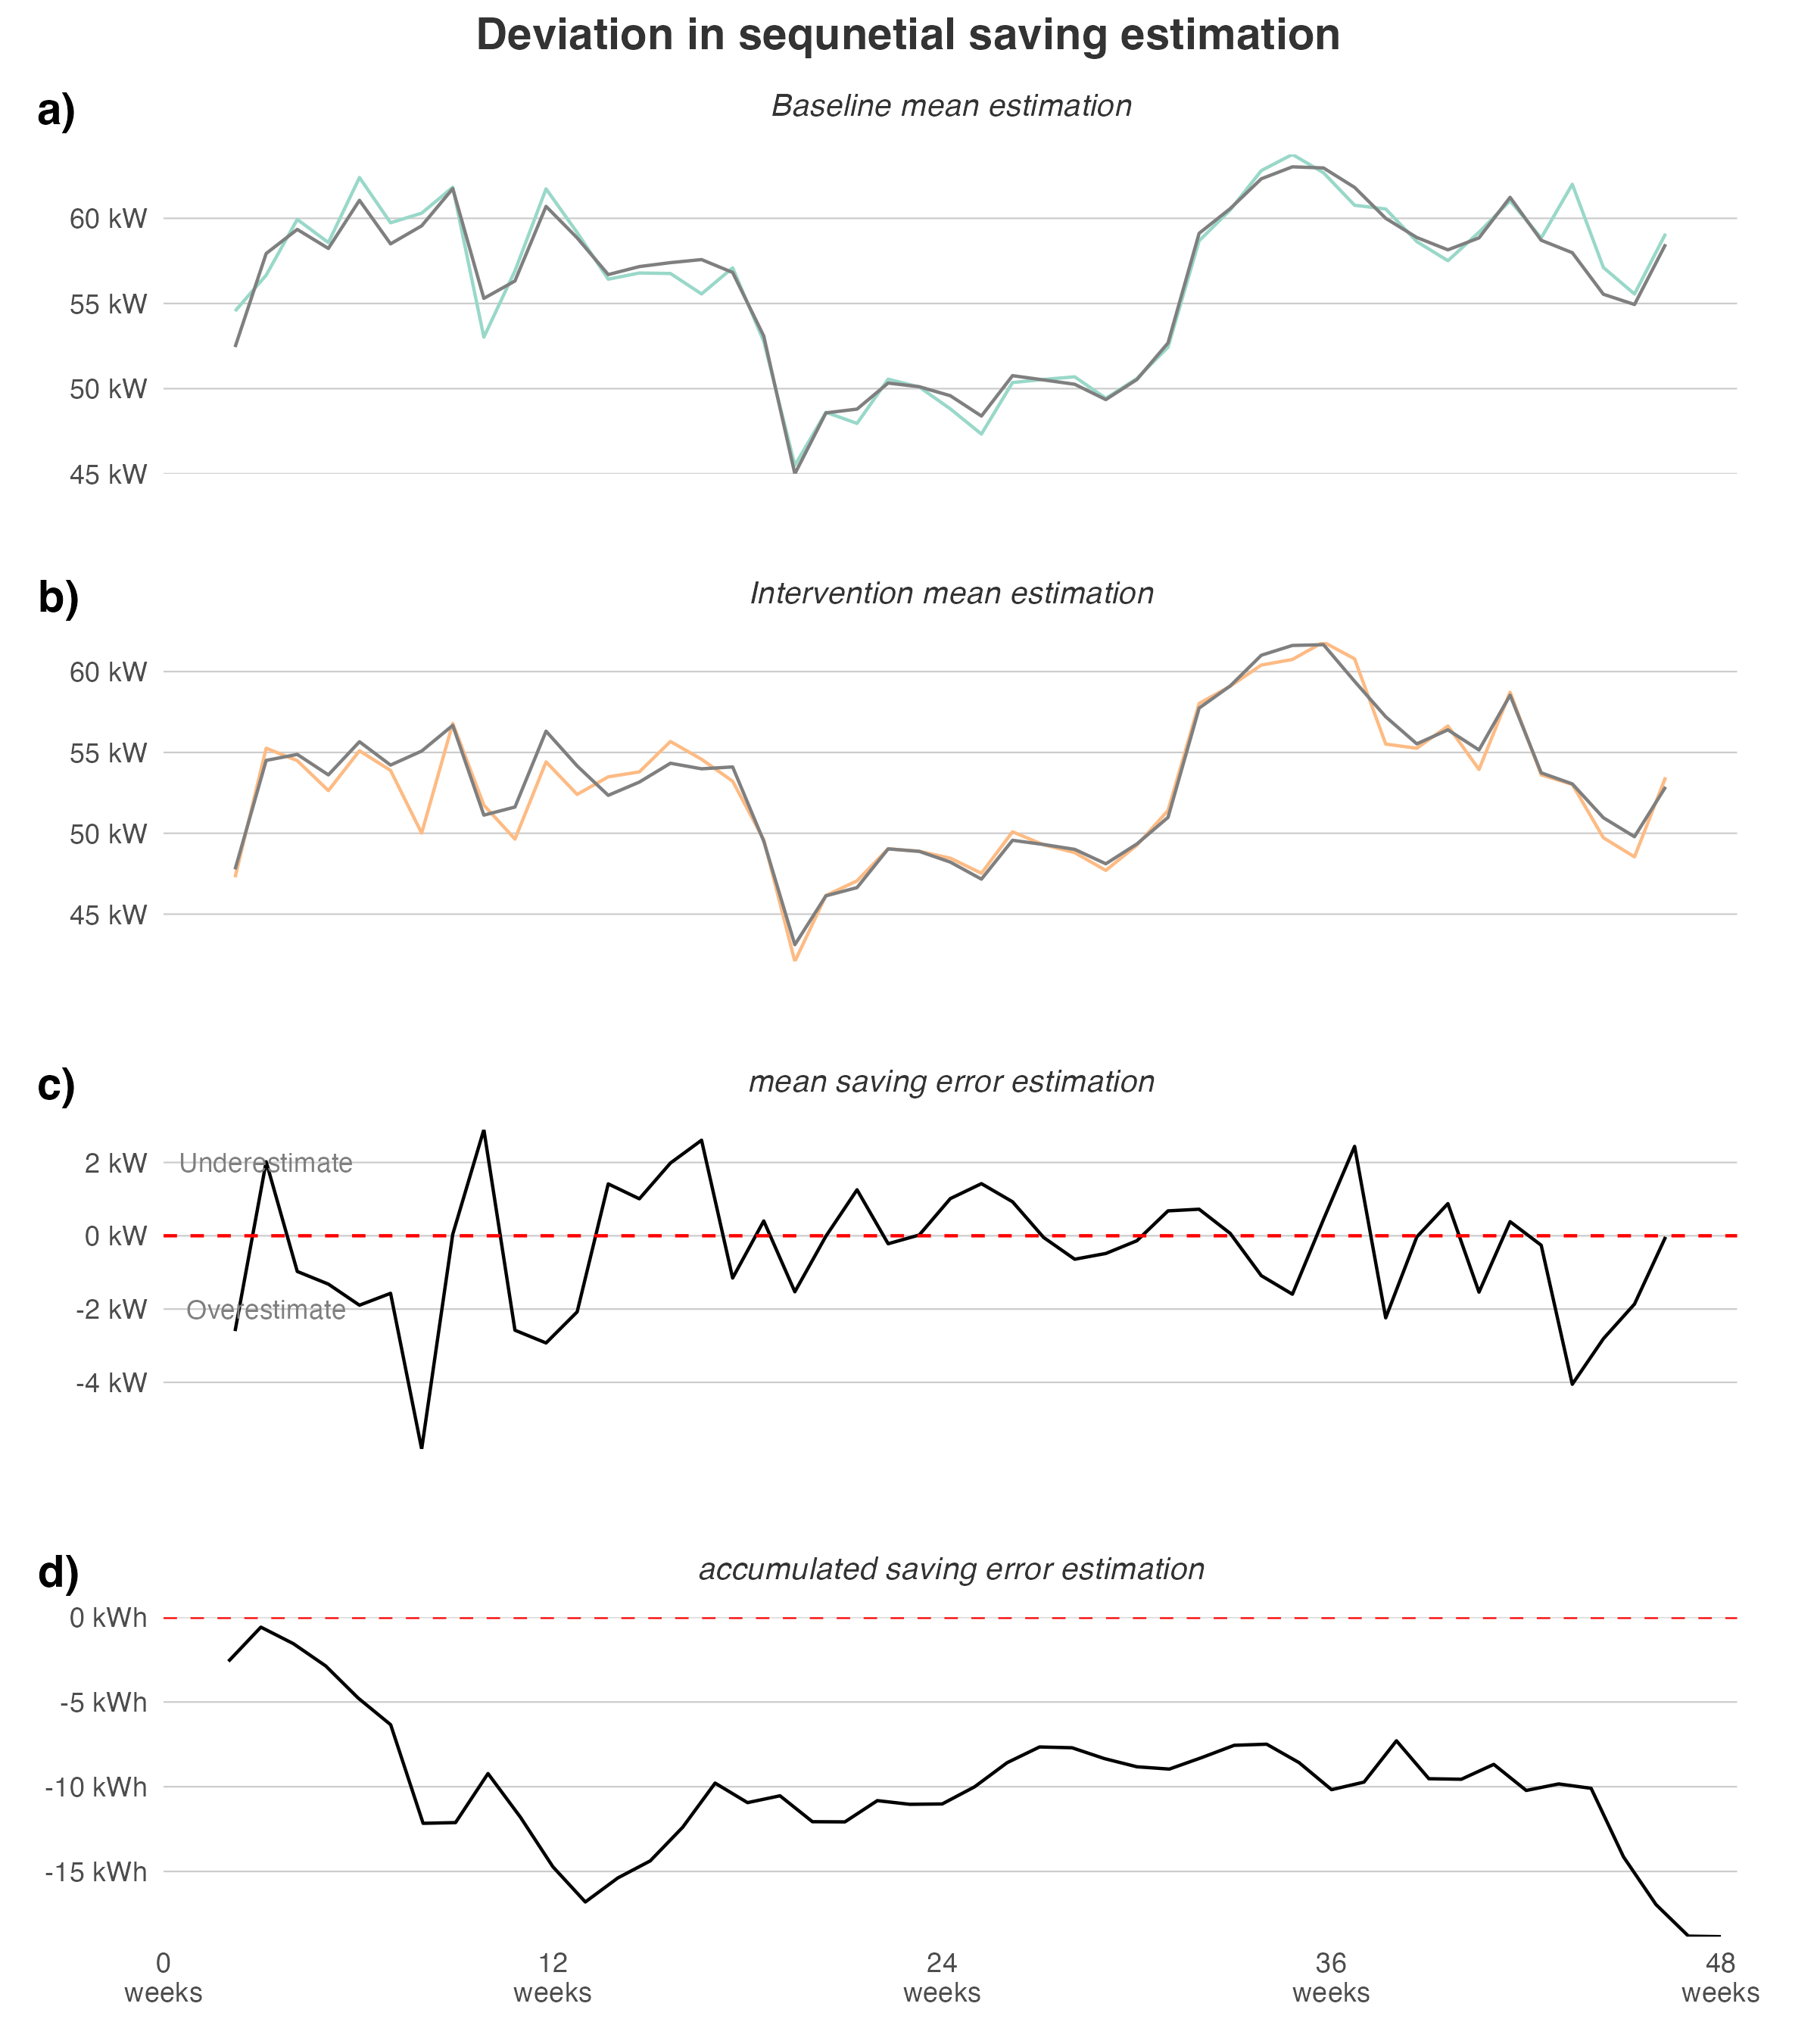 Deviation in sequnetial saving estimation
a)
Baseline mean estimation
60 kW
55 kW
50 kW
45 kW
b)
Intervention mean estimation
60 kW
55 kW
50 kW
45 kW
c)
mean saving error estimation
2 kW
Underestimate
0 kW
-2 kW
Overestimate
-4 kW
d)
accumulated saving error estimation
0 kWh
-5 kWh
-10 kWh
-15 kWh
0 12 24 36 48
weeks weeks weeks weeks weeks